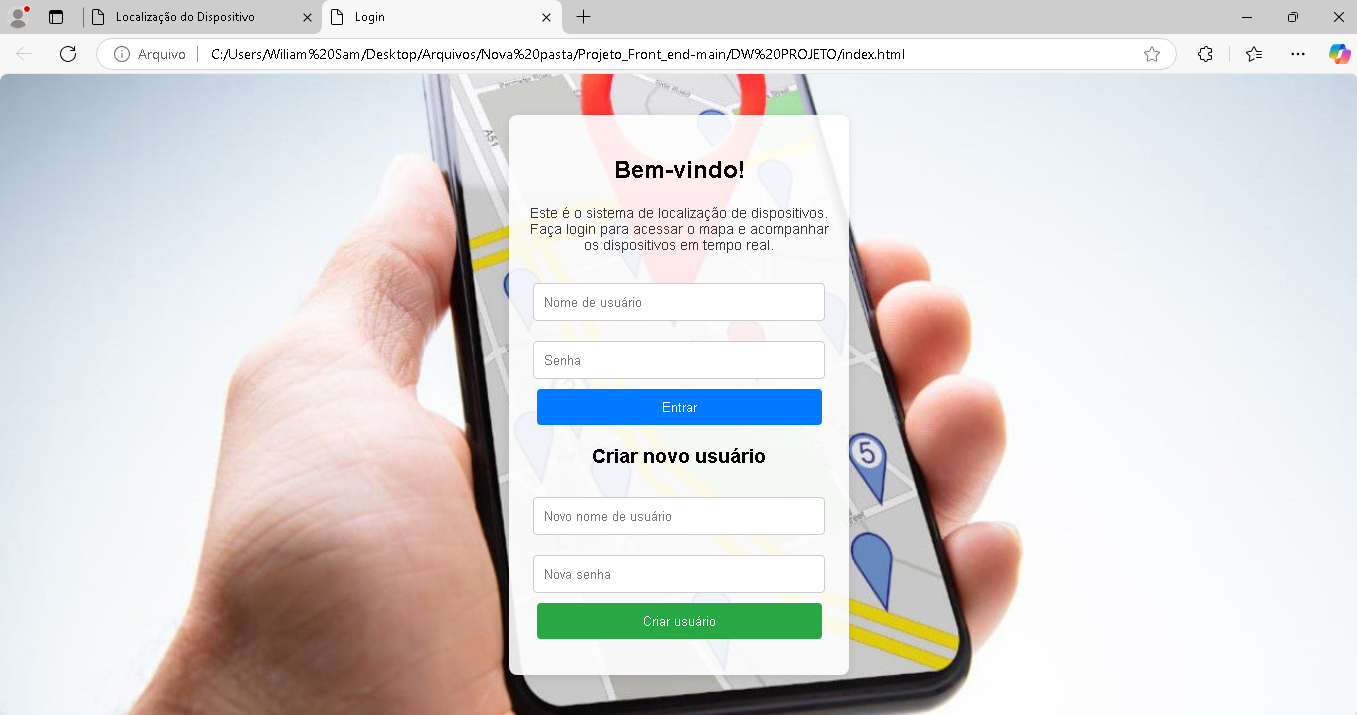 Localização do Dispositivo
Login
Arquivo
C:/Users/Wiliam%20Sam/Desktop/Arquivos/Nova%20pasta/Projeto_Front_end-main/DW%20PROJETO/index.html
Bem-vindo!
Este é o sistema de localização de dispositivos.
Faça login para acessar o mapa e acompanhar
os dispositivos em tempo real.
Nome de usuário
Senha
Entrar
Criar novo usuário
5
Novo nome de usuário
Nova senha
Criar usuário